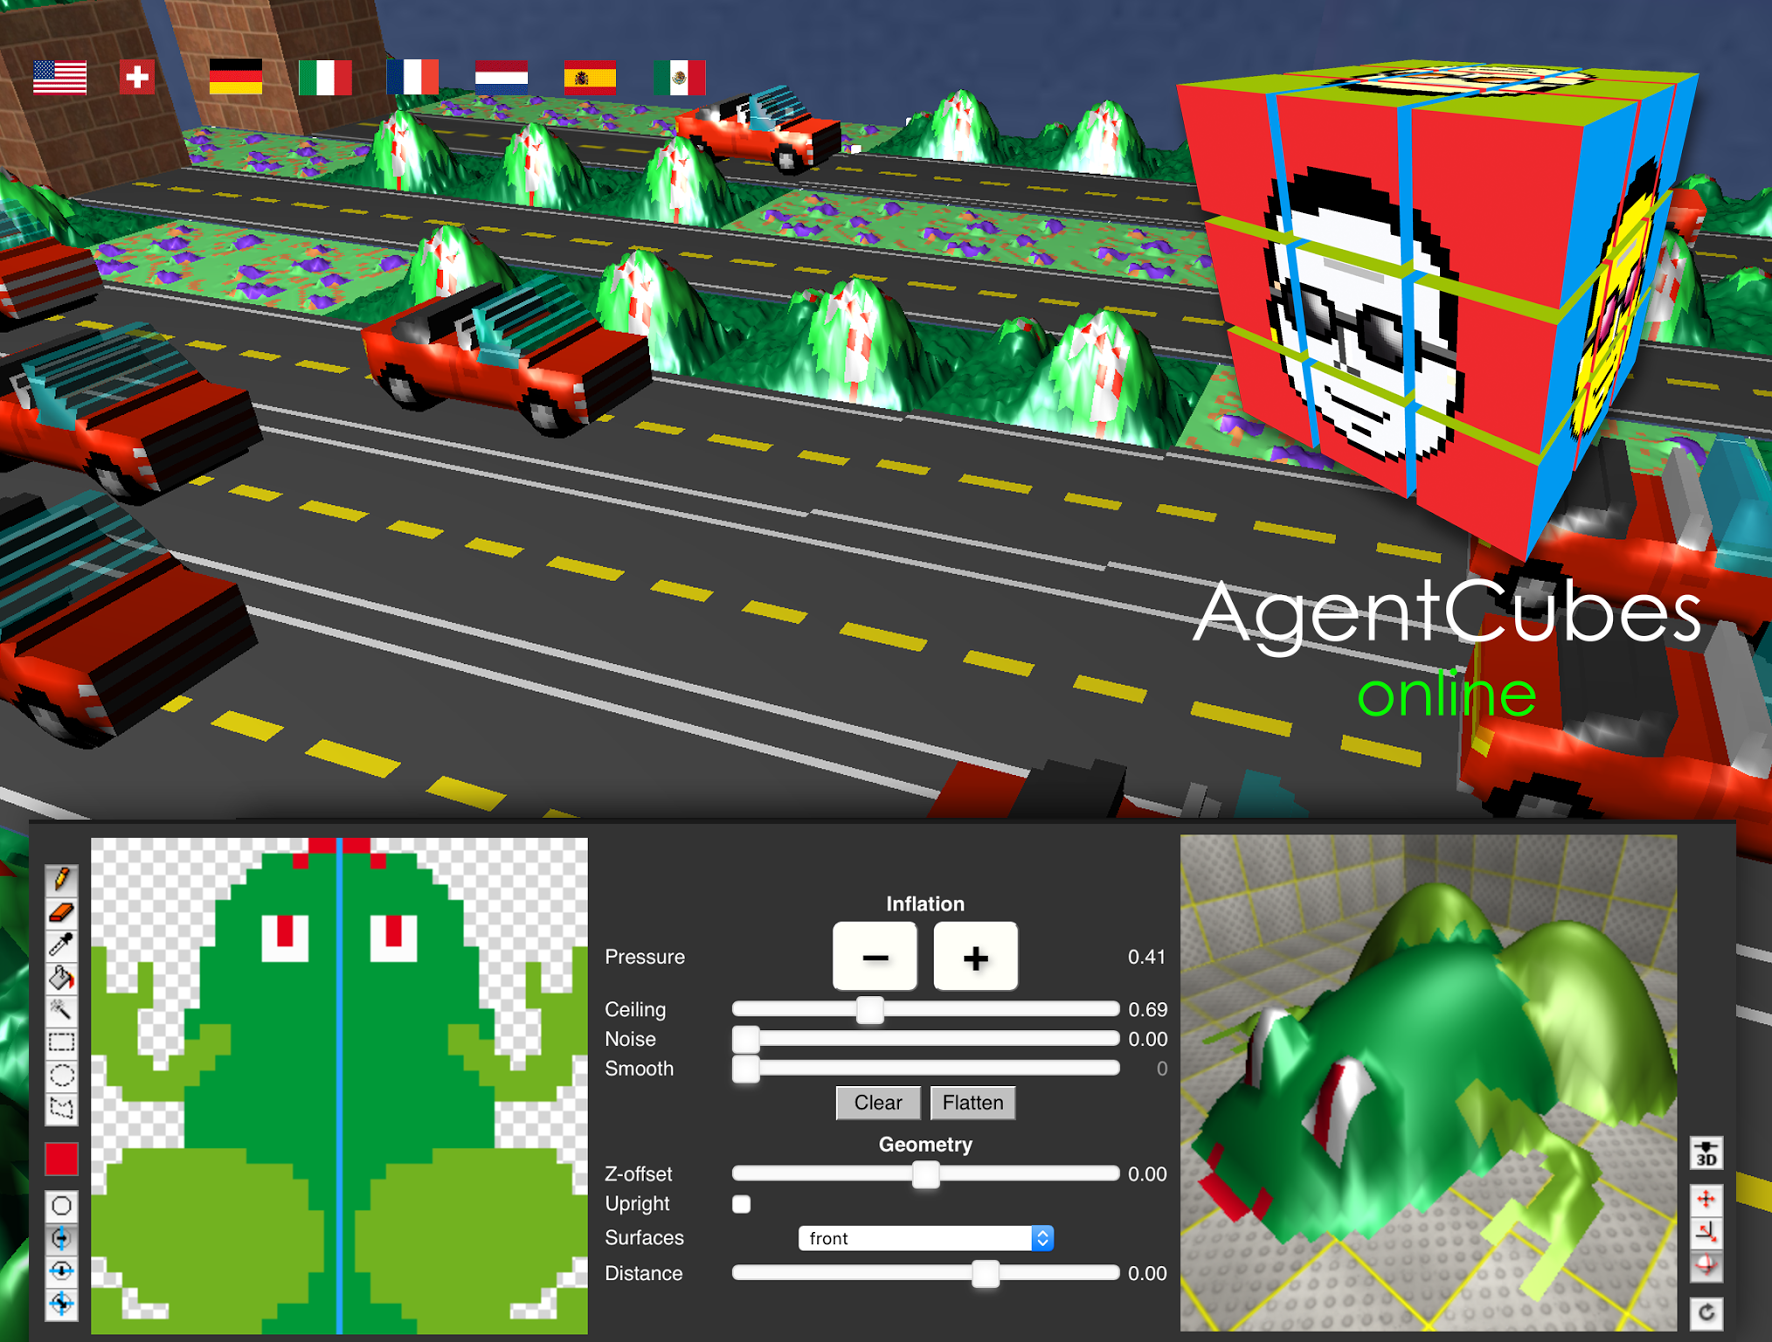 AgentCubes
online
Inflation
Pressure
−
+
0.41
Ceiling
0.69
Noise
0.00
Smooth
0
Clear
Flatten
Geometry
Z-offset
0.00
Upright
Surfaces
front
Distance
0.00
3D